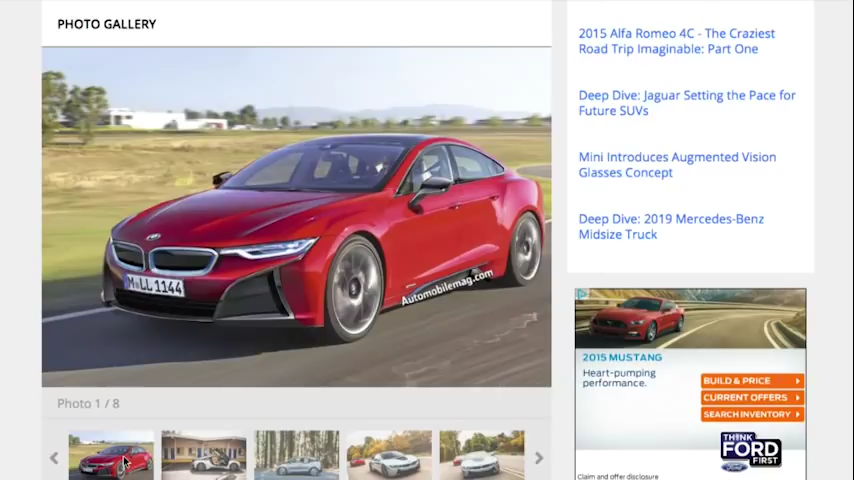 PHOTO GALLERY
M LL 1144
Automobilemag.com
Photo 1 / 8
2015 Alfa Romeo 4C - The Craziest
Road Trip Imaginable: Part One
Deep Dive: Jaguar Setting the Pace for
Future SUVs
Mini Introduces Augmented Vision
Glasses Concept
Deep Dive: 2019 Mercedes-Benz
Midsize Truck
2015 MUSTANG
Heart-pumping
performance.
BUILD & PRICE
CURRENT OFFERS
SEARCH INVENTORY
THINK
FORD
FIRST
Ford
Claim and offer disclosure